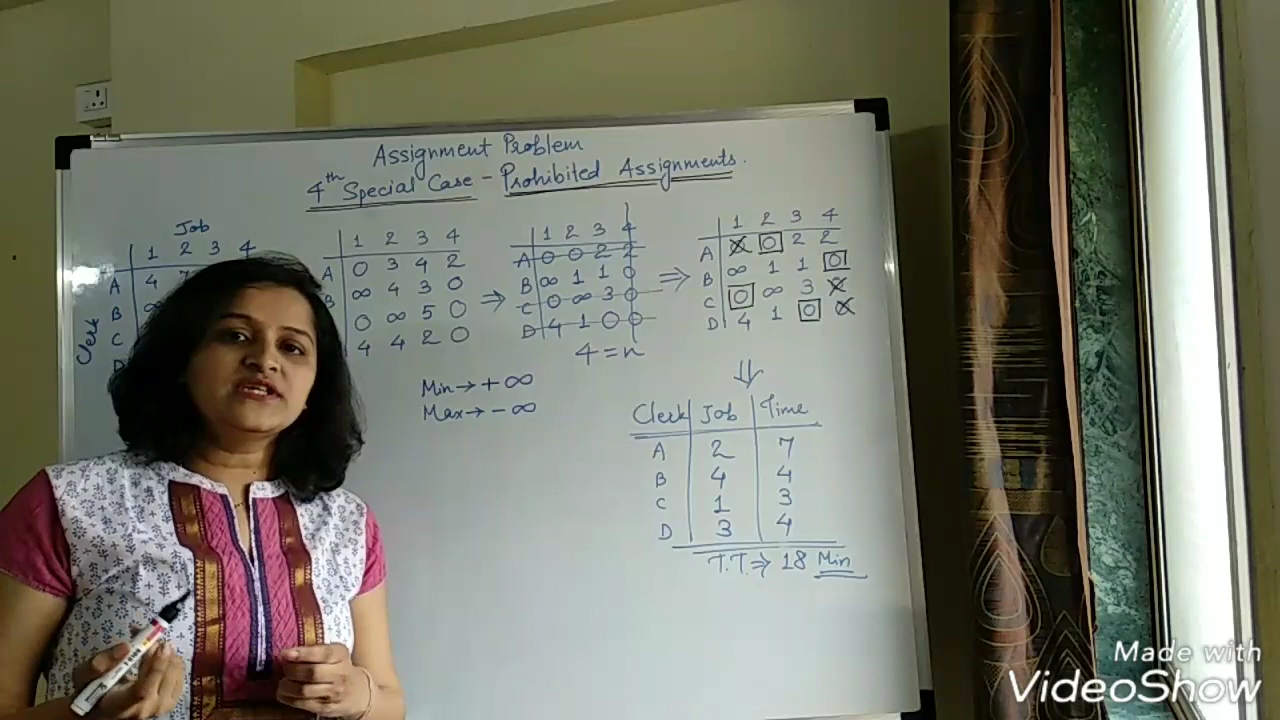 Assignment Problem
4th Special Case - Prohibited Assignments.
Job
1 2 3 4
A 4 7
B ∞
C
D
Clerk
1 2 3 4
A 0 3 4 2
B ∞ 4 3 0
0 ∞ 5 0
4 4 2 0
⇒
1 2 3 4
A 0 0 2 2
B ∞ 1 1 0
C 0 ∞ 3 0
D 4 1 0 0
4 = n
⇒
1 2 3 4
A 0 0 2 2
B ∞ 1 1 0
C 0 ∞ 3 0
D 4 1 0 0
Min → + ∞
Max → - ∞
⇓
Clerk Job Time
A 2 7
B 4 4
C 1 3
D 3 4
T.T. ⇒ 18 Min
Made with
VideoShow